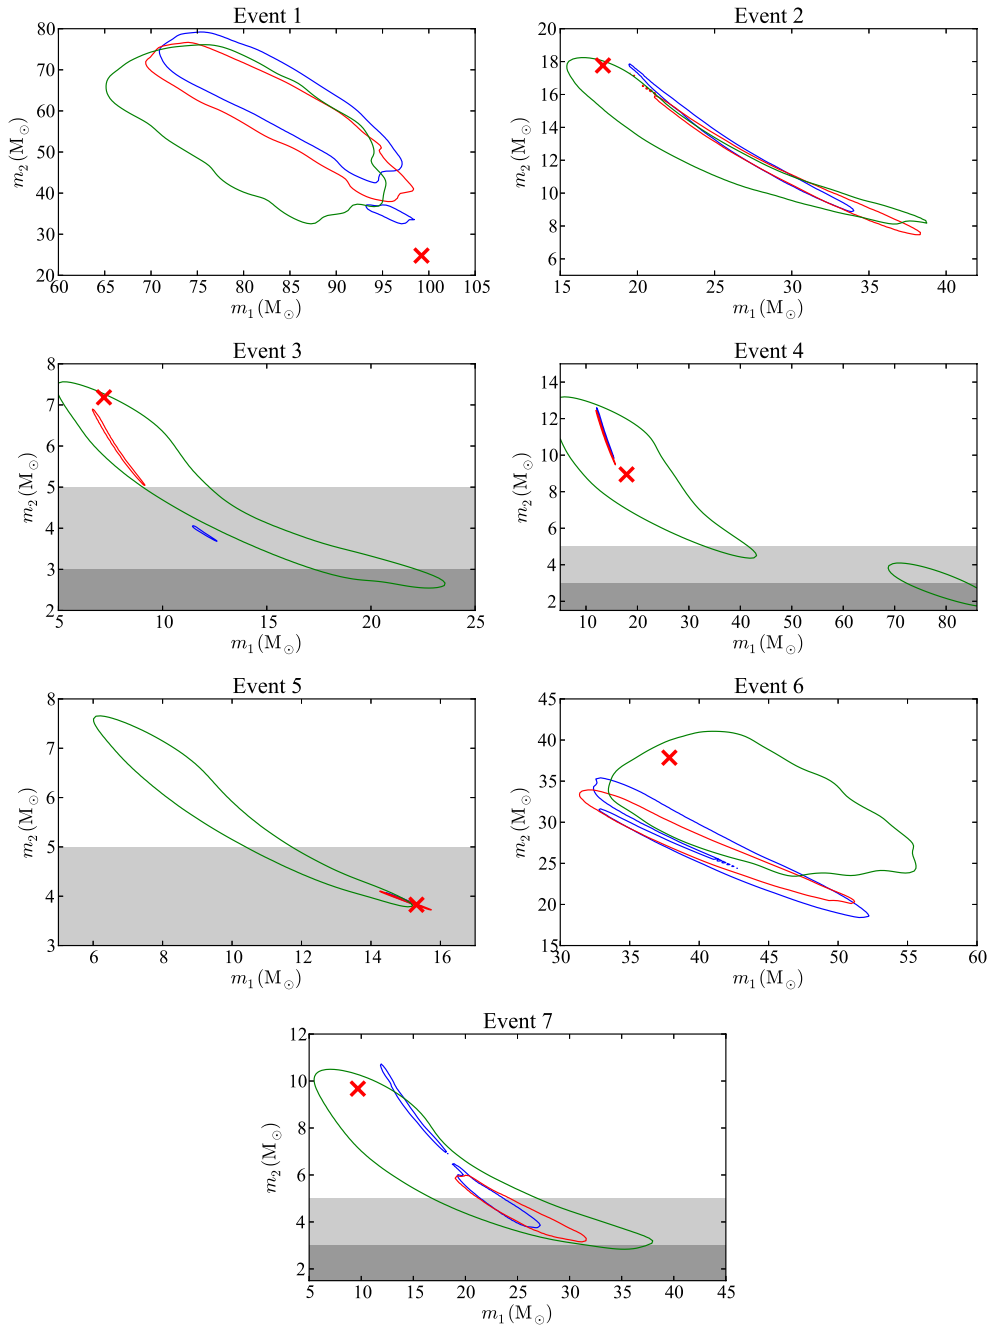 Event 1
80
70
60
50
40
30
20
m₂(M⊙)
60 65 70 75 80 85 90 95 100 105
m₁(M⊙)
Event 2
20
18
16
14
12
10
8
6
m₂(M⊙)
15 20 25 30 35 40
m₁(M⊙)
Event 3
8
7
6
5
4
3
2
m₂(M⊙)
5 10 15 20 25
m₁(M⊙)
Event 4
14
12
10
8
6
4
2
m₂(M⊙)
10 20 30 40 50 60 70 80
m₁(M⊙)
Event 5
8
7
6
5
4
3
m₂(M⊙)
6 8 10 12 14 16
m₁(M⊙)
Event 6
45
40
35
30
25
20
15
m₂(M⊙)
30 35 40 45 50 55 60
m₁(M⊙)
Event 7
12
10
8
6
4
2
m₂(M⊙)
5 10 15 20 25 30 35 40 45
m₁(M⊙)